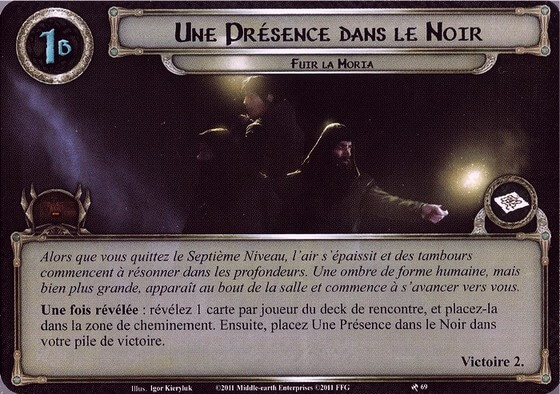 1B
Une Présence dans le Noir
Fuir la Moria
Alors que vous quittez le Septième Niveau, l'air s'épaissit et des tambours
commencent à résonner dans les profondeurs. Une ombre de forme humaine, mais
bien plus grande, apparaît au bout de la salle et commence à s'avancer vers vous.
Une fois révélée : révélez 1 carte par joueur du deck de rencontre, et placez-la
dans la zone de cheminement. Ensuite, placez Une Présence dans le Noir dans
votre pile de victoire.
Victoire 2.
Illus. Igor Kieryluk ©2011 Middle-earth Enterprises ©2011 FFG 69